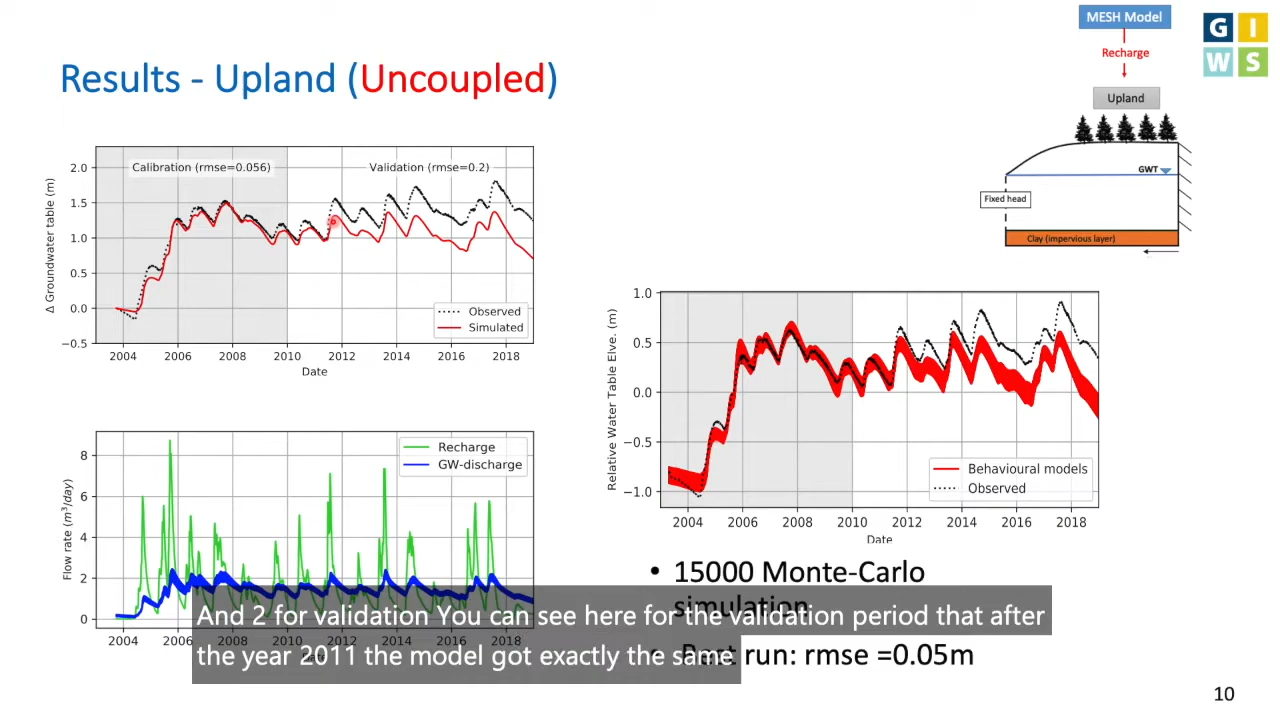 MESH Model
Recharge
Upland
GWT
Fixed head
Clay (impervious layer)
G I
W S
Results - Upland (Uncoupled)
Calibration (rmse=0.056)
Validation (rmse=0.2)
Δ Groundwater table (m)
2.0
1.5
1.0
0.5
0.0
−0.5
Observed
Simulated
2004 2006 2008 2010 2012 2014 2016 2018
Date
Relative Water Table Elve. (m)
1.0
0.5
0.0
−0.5
−1.0
Behavioural models
Observed
2004 2006 2008 2010 2012 2014 2016 2018
Date
Flow rate (m³/day)
8
6
4
2
0
Recharge
GW-discharge
2004 2006 2008 2010 2012 2014 2016 2018
Date
• 15000 Monte-Carlo
simulation
• Best run: rmse =0.05m
And 2 for validation You can see here for the validation period that after
the year 2011 the model got exactly the same
10